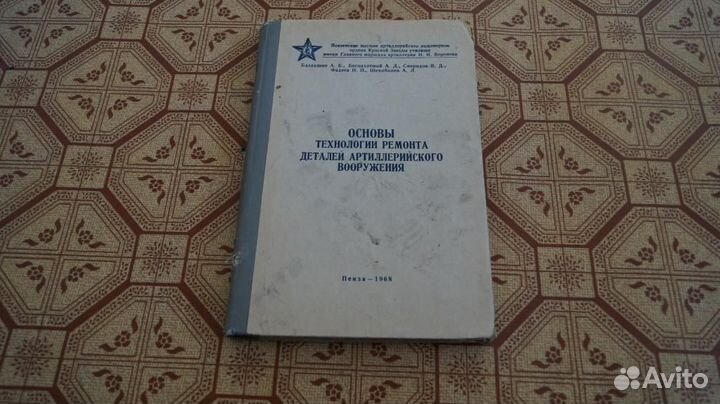 Пензенское высшее артиллерийское инженерное
ордена Красной Звезды училище
имени Главного маршала артиллерии Н. Н. Воронова
А. Б., А. Д., В. Д.,
Фадеев Н. П., А. Л.
ОСНОВЫ
ТЕХНОЛОГИИ РЕМОНТА
ДЕТАЛЕЙ АРТИЛЛЕРИЙСКОГО
ВООРУЖЕНИЯ
Пенза—1968
Avito